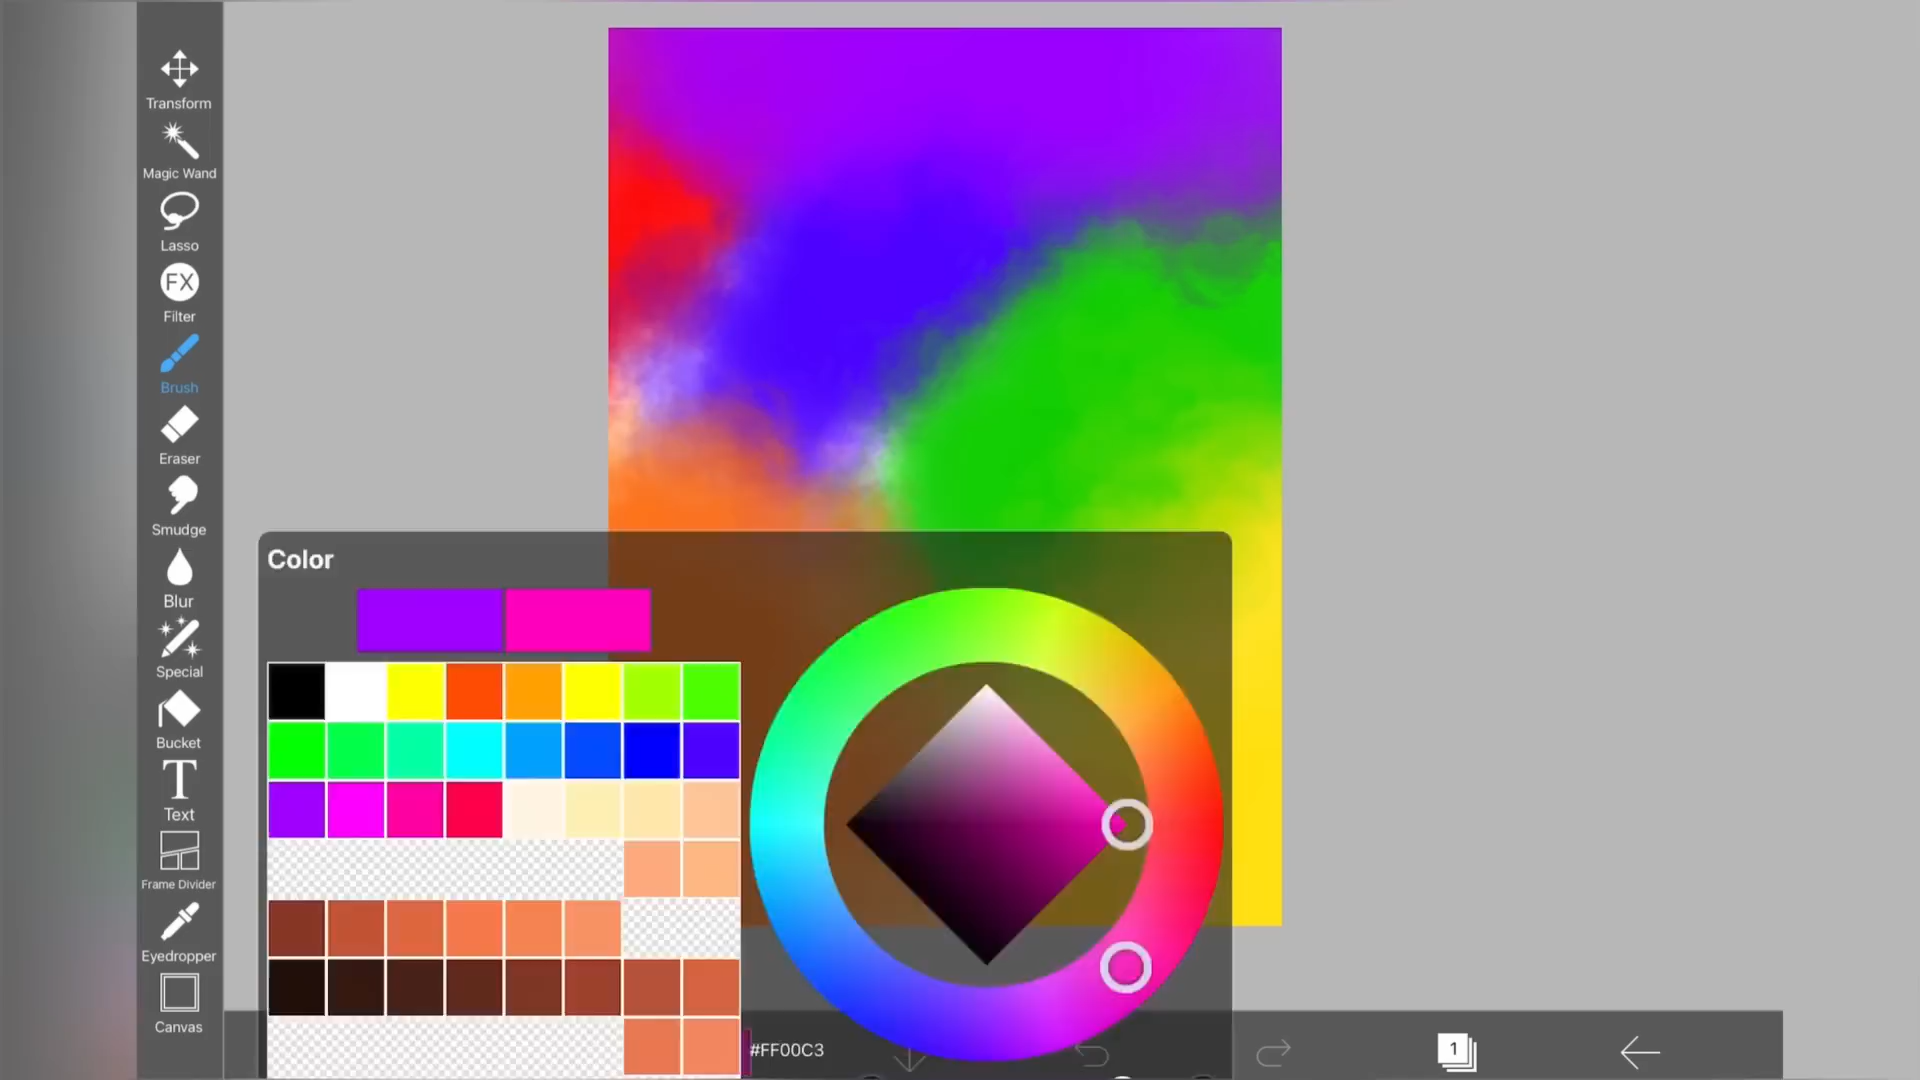 Transform
Magic Wand
Lasso
FX
Filter
Brush
Eraser
Smudge
Blur
Special
Bucket
T
Text
Frame Divider
Eyedropper
Canvas
Color
#FF00C3
1